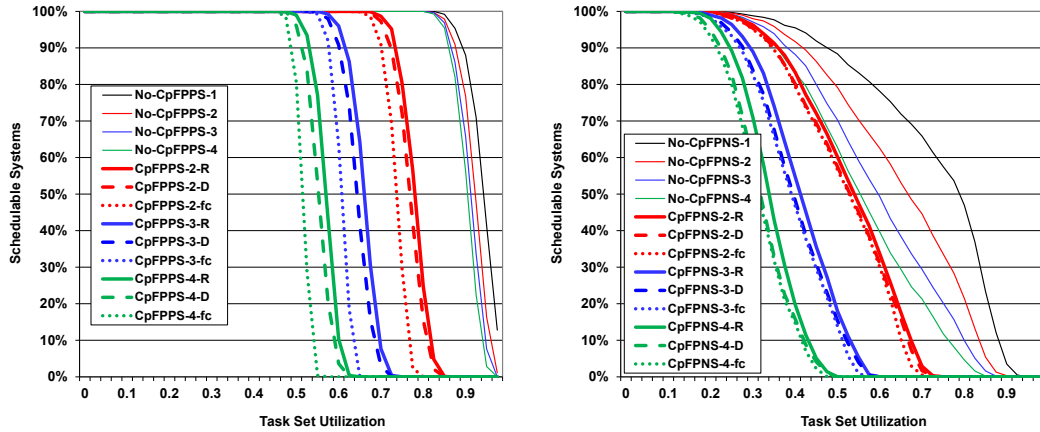 100%
90%
80%
70%
60%
50%
40%
30%
20%
10%
0%
Schedulable Systems
No-CpFPPS-1
No-CpFPPS-2
No-CpFPPS-3
No-CpFPPS-4
CpFPPS-2-R
CpFPPS-2-D
CpFPPS-2-fc
CpFPPS-3-R
CpFPPS-3-D
CpFPPS-3-fc
CpFPPS-4-R
CpFPPS-4-D
CpFPPS-4-fc
0 0.1 0.2 0.3 0.4 0.5 0.6 0.7 0.8 0.9
Task Set Utilization
100%
90%
80%
70%
60%
50%
40%
30%
20%
10%
0%
Schedulable Systems
No-CpFPNS-1
No-CpFPNS-2
No-CpFPNS-3
No-CpFPNS-4
CpFPNS-2-R
CpFPNS-2-D
CpFPNS-2-fc
CpFPNS-3-R
CpFPNS-3-D
CpFPNS-3-fc
CpFPNS-4-R
CpFPNS-4-D
CpFPNS-4-fc
0 0.1 0.2 0.3 0.4 0.5 0.6 0.7 0.8 0.9
Task Set Utilization